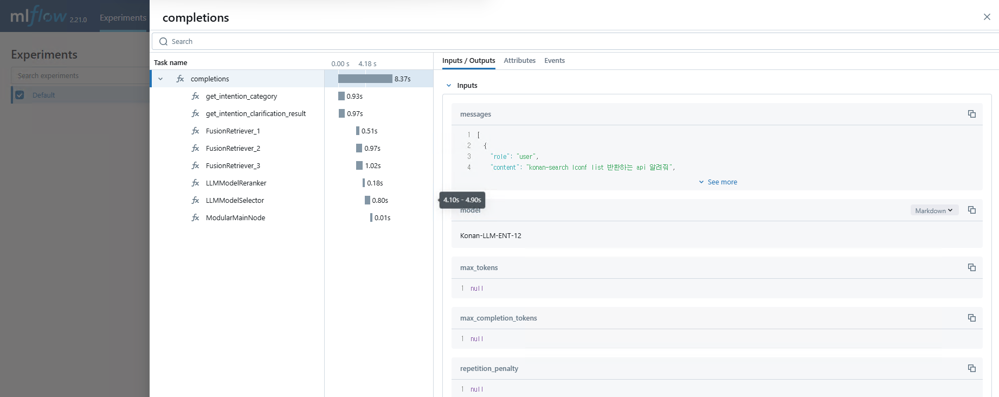 mlflow 2.21.0 Experiments
Experiments
Search experiments
Default
completions
Search
Task name
0.00 s 4.18 s
completions 8.37s
get_intention_category 0.93s
get_intention_clarification_result 0.97s
FusionRetriever_1 0.51s
FusionRetriever_2 0.97s
FusionRetriever_3 1.02s
LLMModelReranker 0.18s
LLMModelSelector 0.80s
ModularMainNode 0.01s
4.10s - 4.90s
Inputs / Outputs Attributes Events
Inputs
messages
1 [
2 {
3 "role": "user",
4 "content": "konan-search lconf list 반환하는 api 알려줘",
See more
model Markdown
Konan-LLM-ENT-12
max_tokens
1 null
max_completion_tokens
1 null
repetition_penalty
1 null